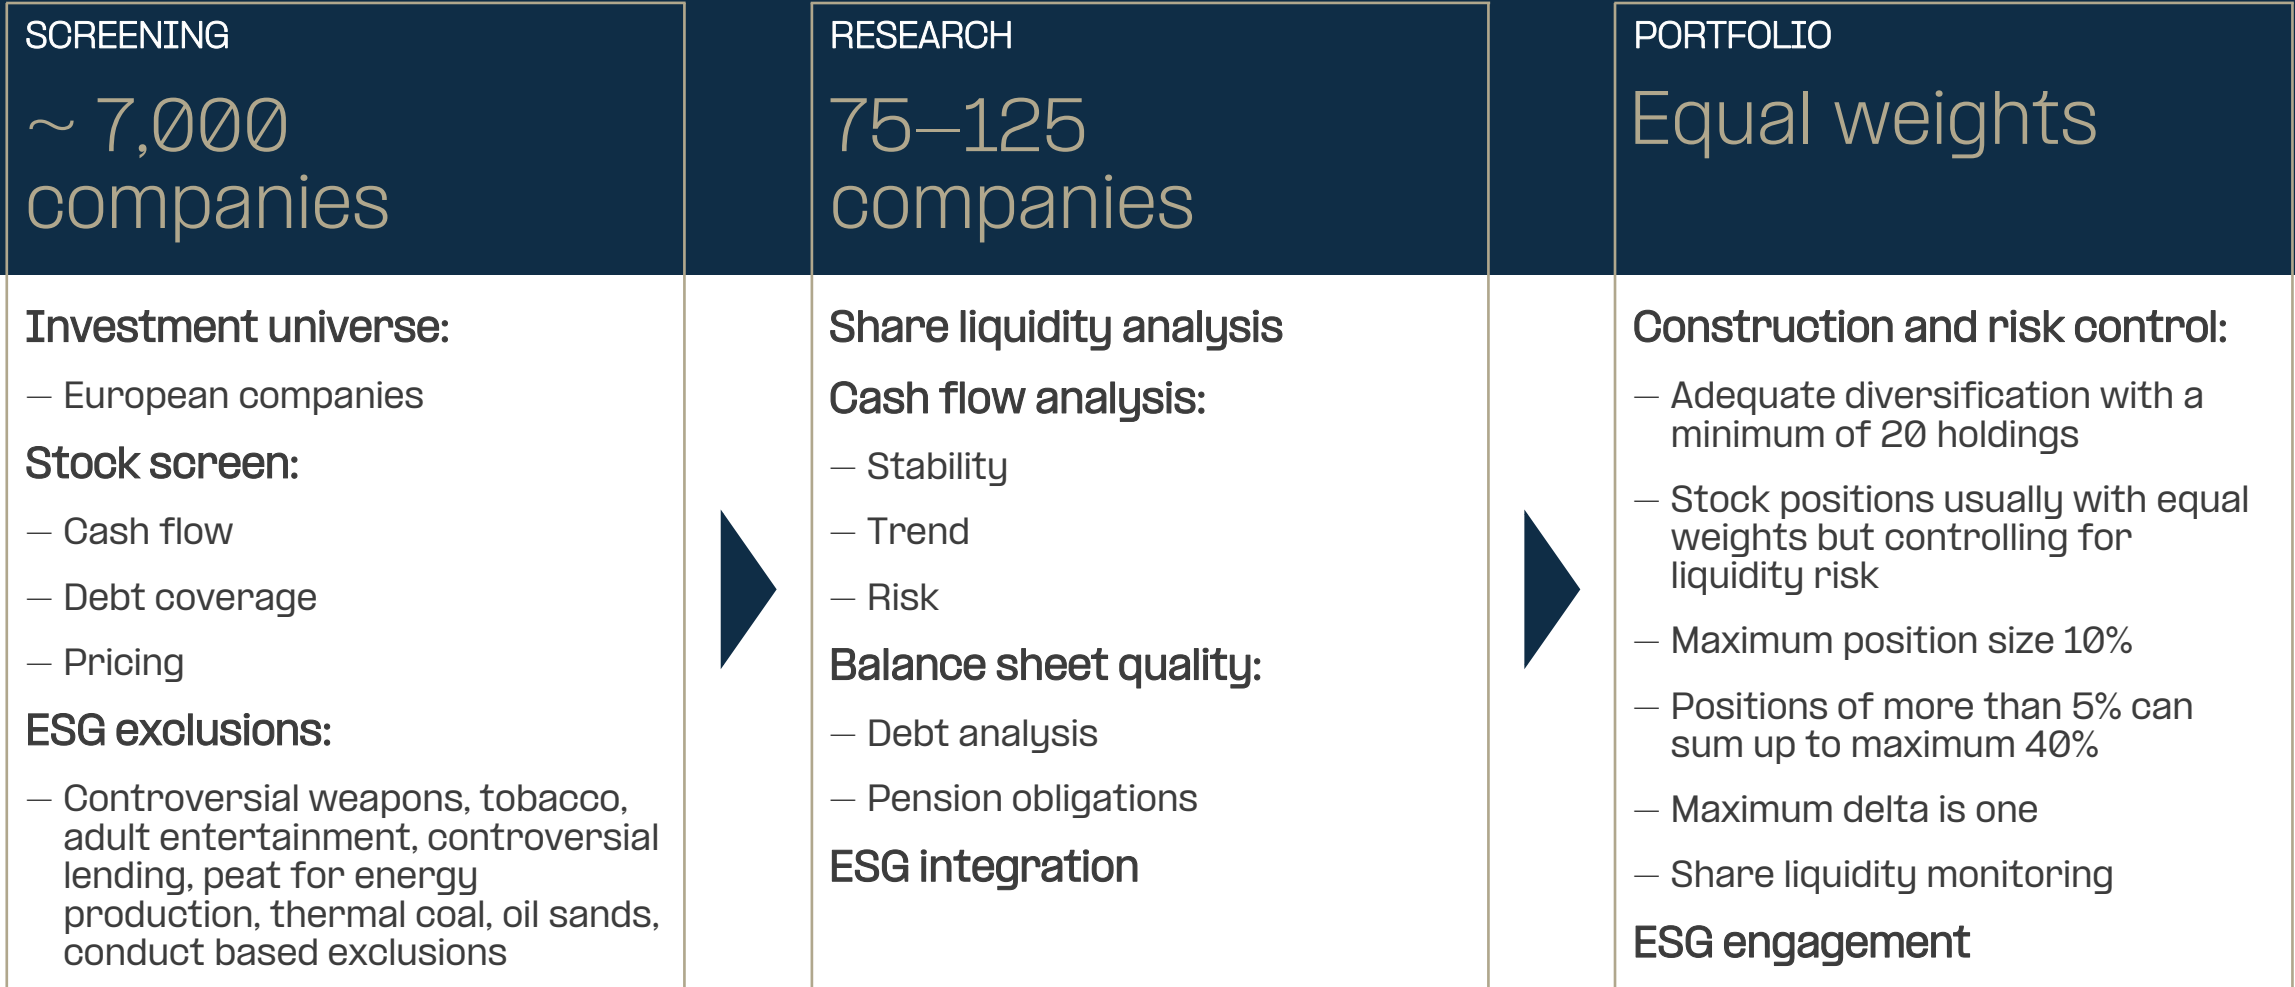 SCREENING
~ 7,000
companies
Investment universe:
– European companies
Stock screen:
– Cash flow
– Debt coverage
– Pricing
ESG exclusions:
– Controversial weapons, tobacco,
adult entertainment, controversial
lending, peat for energy
production, thermal coal, oil sands,
conduct based exclusions
RESEARCH
75–125
companies
Share liquidity analysis
Cash flow analysis:
– Stability
– Trend
– Risk
Balance sheet quality:
– Debt analysis
– Pension obligations
ESG integration
PORTFOLIO
Equal weights
Construction and risk control:
– Adequate diversification with a
minimum of 20 holdings
– Stock positions usually with equal
weights but controlling for
liquidity risk
– Maximum position size 10%
– Positions of more than 5% can
sum up to maximum 40%
– Maximum delta is one
– Share liquidity monitoring
ESG engagement